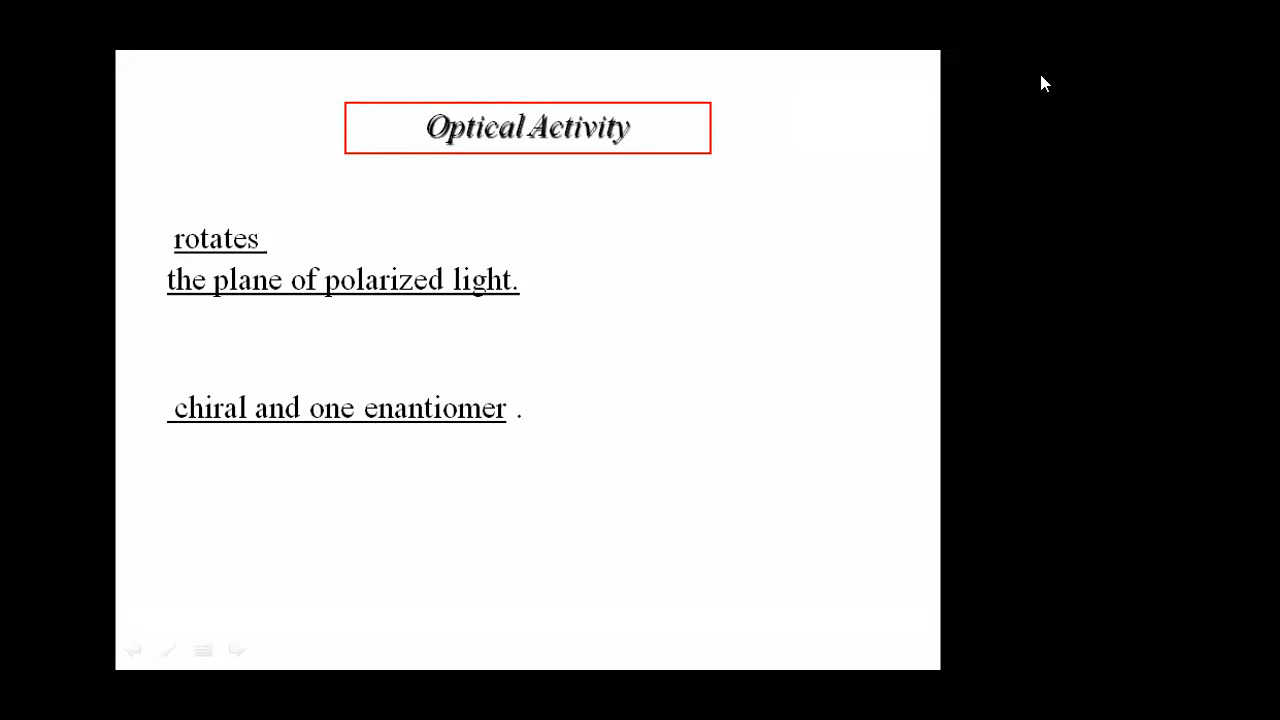 Optical Activity
rotates
the plane of polarized light.
chiral and one enantiomer .